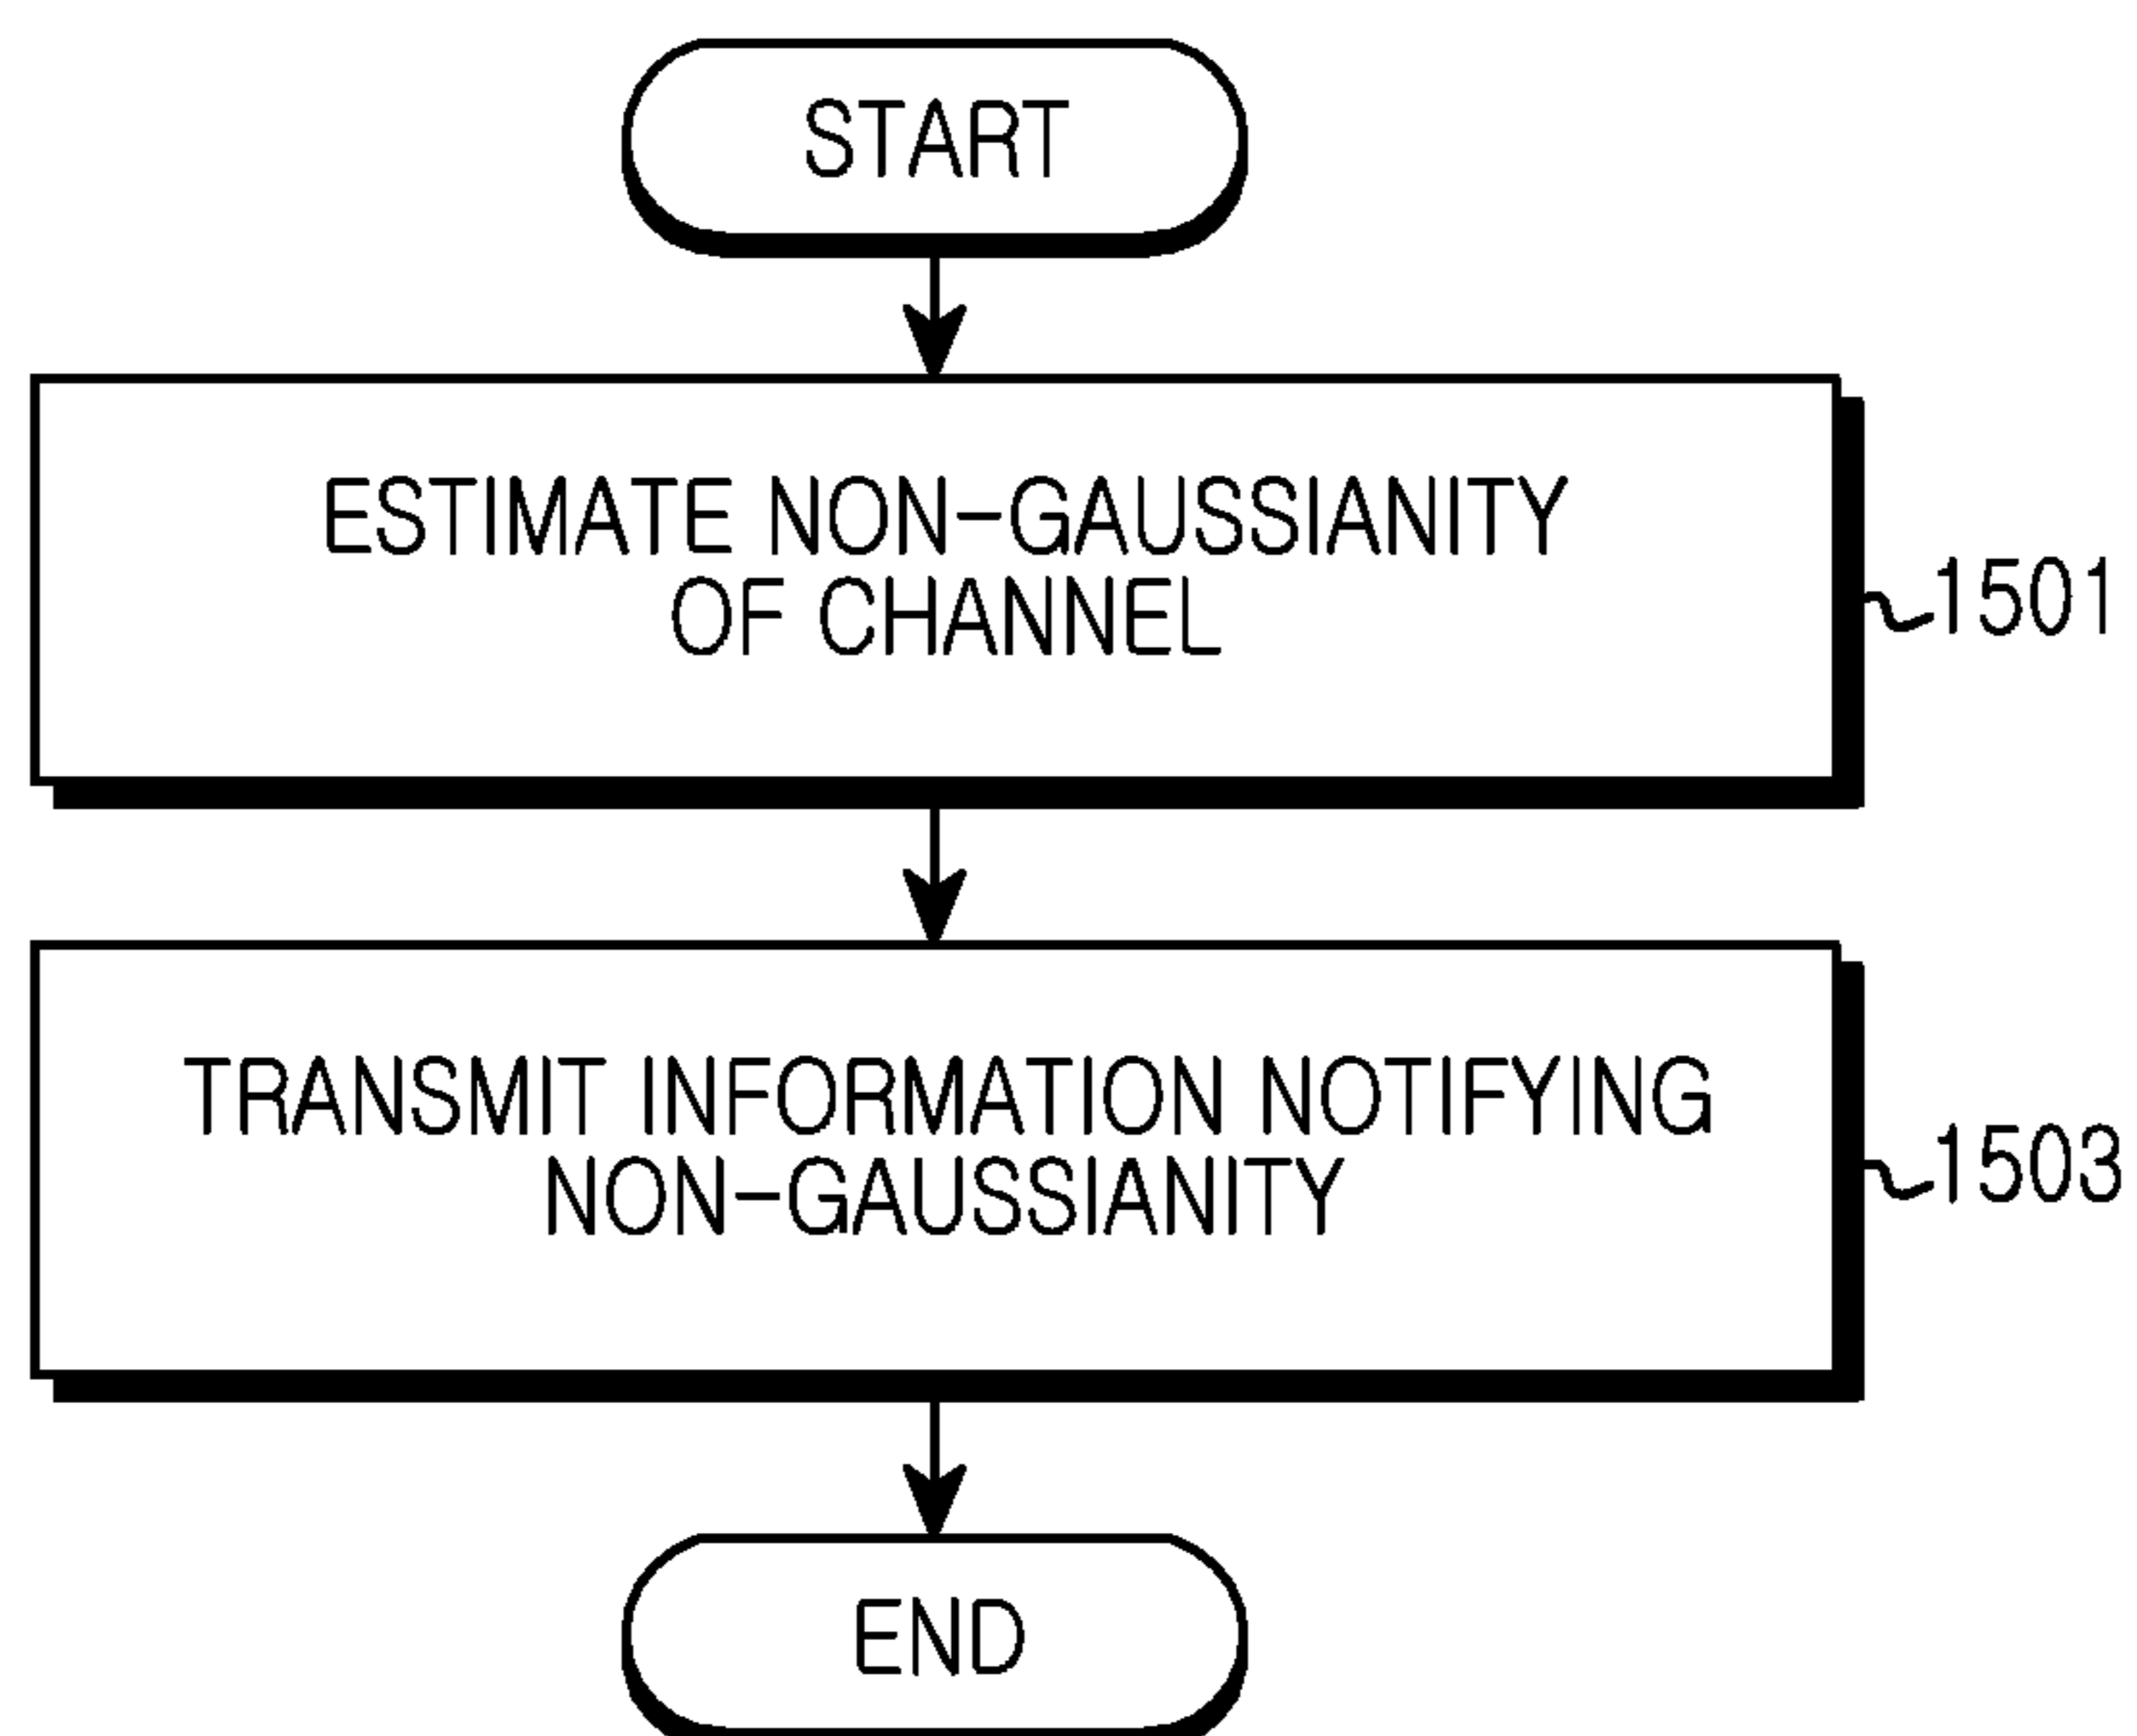 START
ESTIMATE NON-GAUSSIANITY
OF CHANNEL
1501
TRANSMIT INFORMATION NOTIFYING
NON-GAUSSIANITY
1503
END